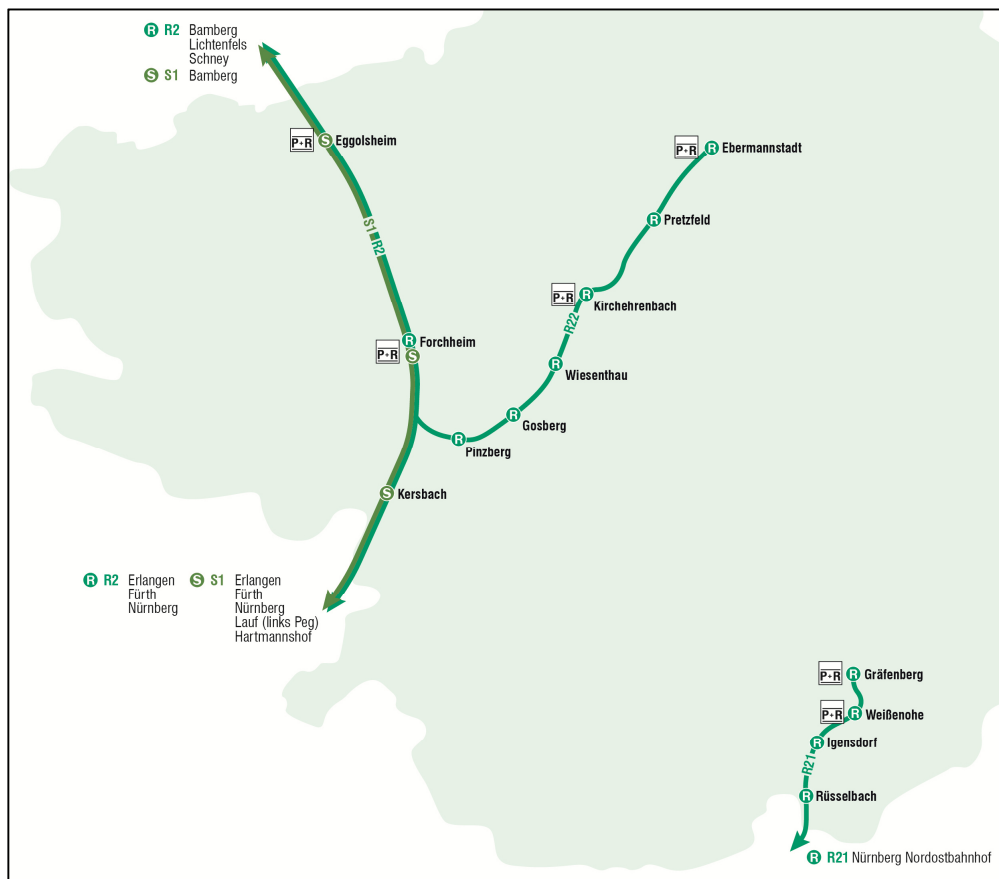 R R2 Bamberg
Lichtenfels
Schney
S S1 Bamberg
P+R S Eggolsheim
P+R R Ebermannstadt
R Pretzfeld
S1 R2
P+R R Kirchehrenbach
R22
R Forchheim
P+R S
R Wiesenthau
R Gosberg
R Pinzberg
S Kersbach
R R2 Erlangen
Fürth
Nürnberg
S S1 Erlangen
Fürth
Nürnberg
Lauf (links Peg)
Hartmannshof
P+R R Gräfenberg
P+R R Weißenohe
R Igensdorf
R21
R Rüsselbach
R R21 Nürnberg Nordostbahnhof